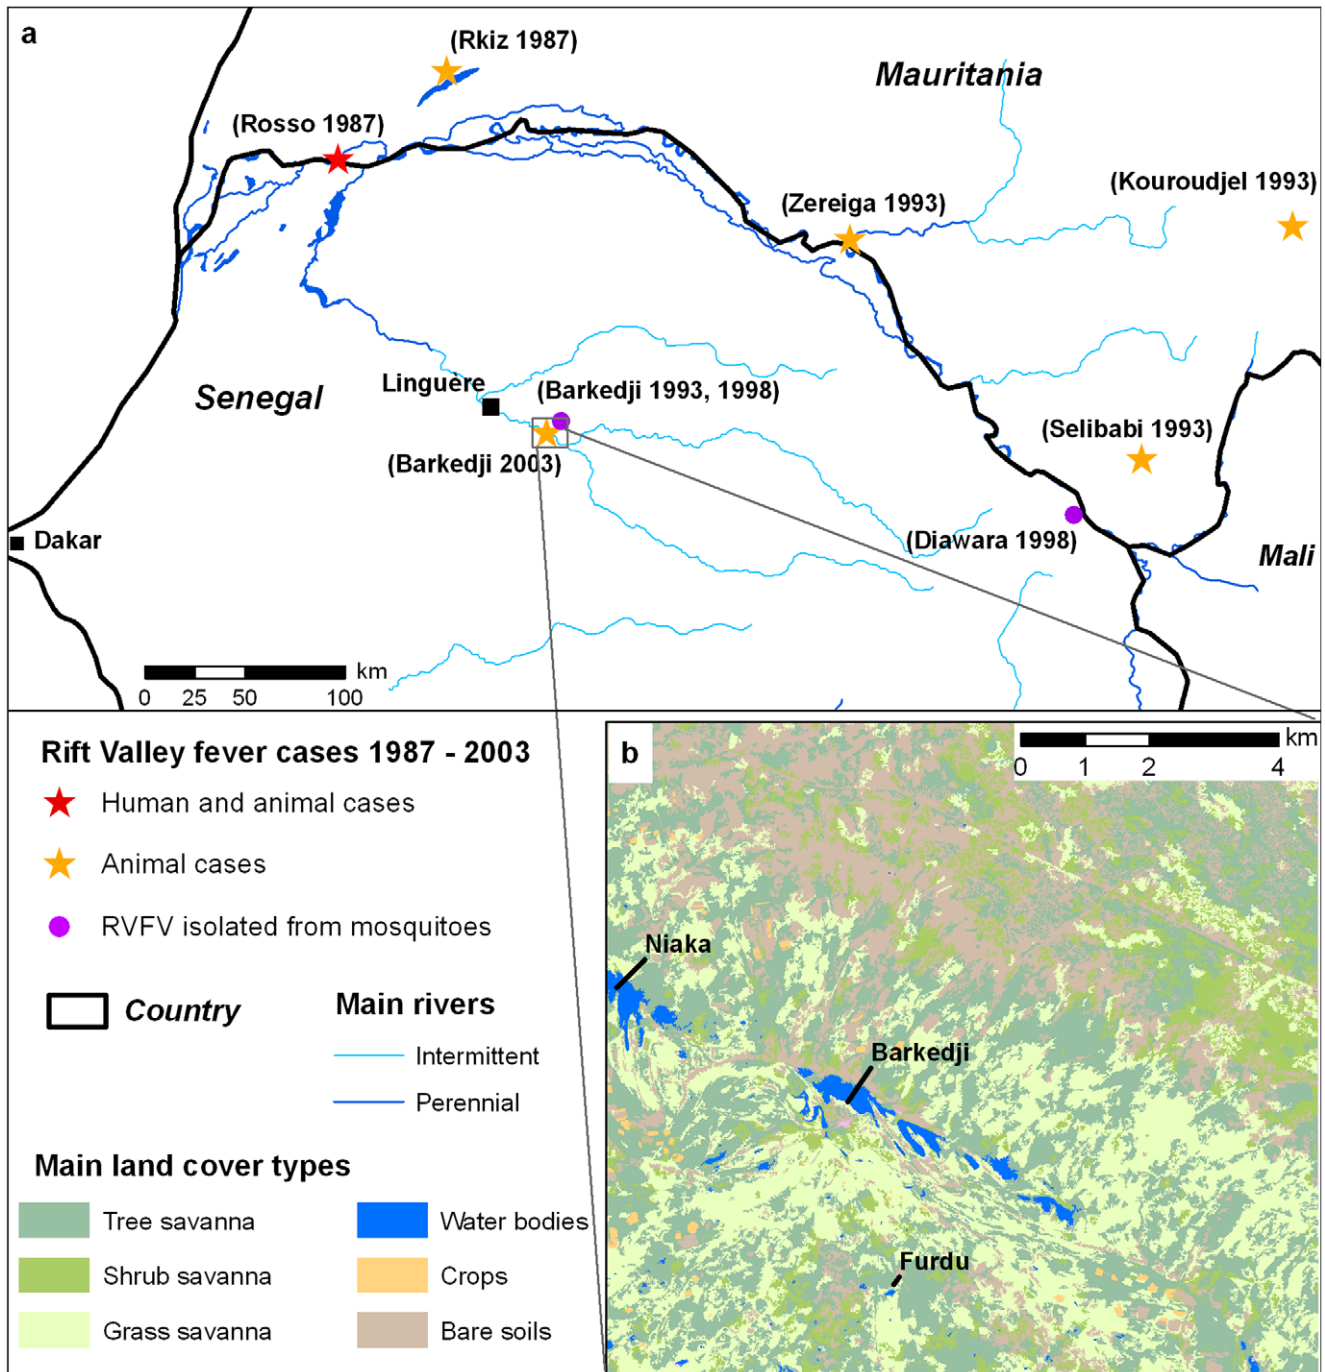 a
(Rkiz 1987)
Mauritania
(Rosso 1987)
(Kouroudjel 1993)
(Zereiga 1993)
Senegal
Linguère
(Barkedji 1993, 1998)
(Barkedji 2003)
(Selibabi 1993)
(Diawara 1998)
Dakar
Mali
km
0 25 50 100
Rift Valley fever cases 1987 - 2003
Human and animal cases
Animal cases
RVFV isolated from mosquitoes
Country
Main rivers
Intermittent
Perennial
Main land cover types
Tree savanna
Shrub savanna
Grass savanna
Water bodies
Crops
Bare soils
b
km
0 1 2 4
Niaka
Barkedji
Furdu